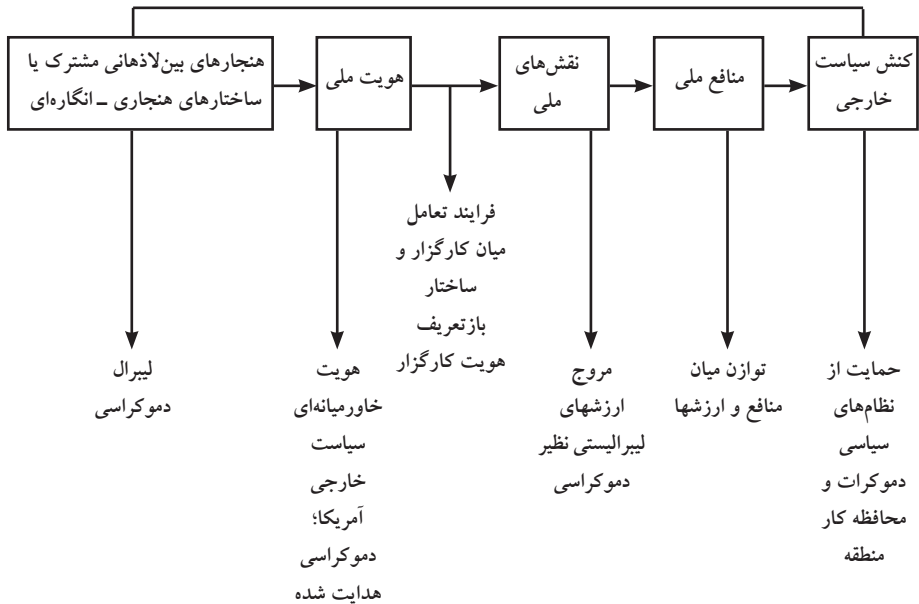 هنجارهای بین‌لاذهانی مشترک یا
ساختارهای هنجاری – انگاره‌ای
هویت ملی
نقش‌های
ملی
منافع ملی
کنش سیاست
خارجی
فرایند تعامل
میان کارگزار و
ساختار
بازتعریف
هویت کارگزار
لیبرال
دموکراسی
هویت
خاورمیانه‌ای
سیاست
خارجی
آمریکا؛
دموکراسی
هدایت شده
مروج
ارزشهای
لیبرالیستی نظیر
دموکراسی
توازن میان
منافع و ارزشها
حمایت از
نظام‌های
سیاسی
دموکرات و
محافظه کار
منطقه